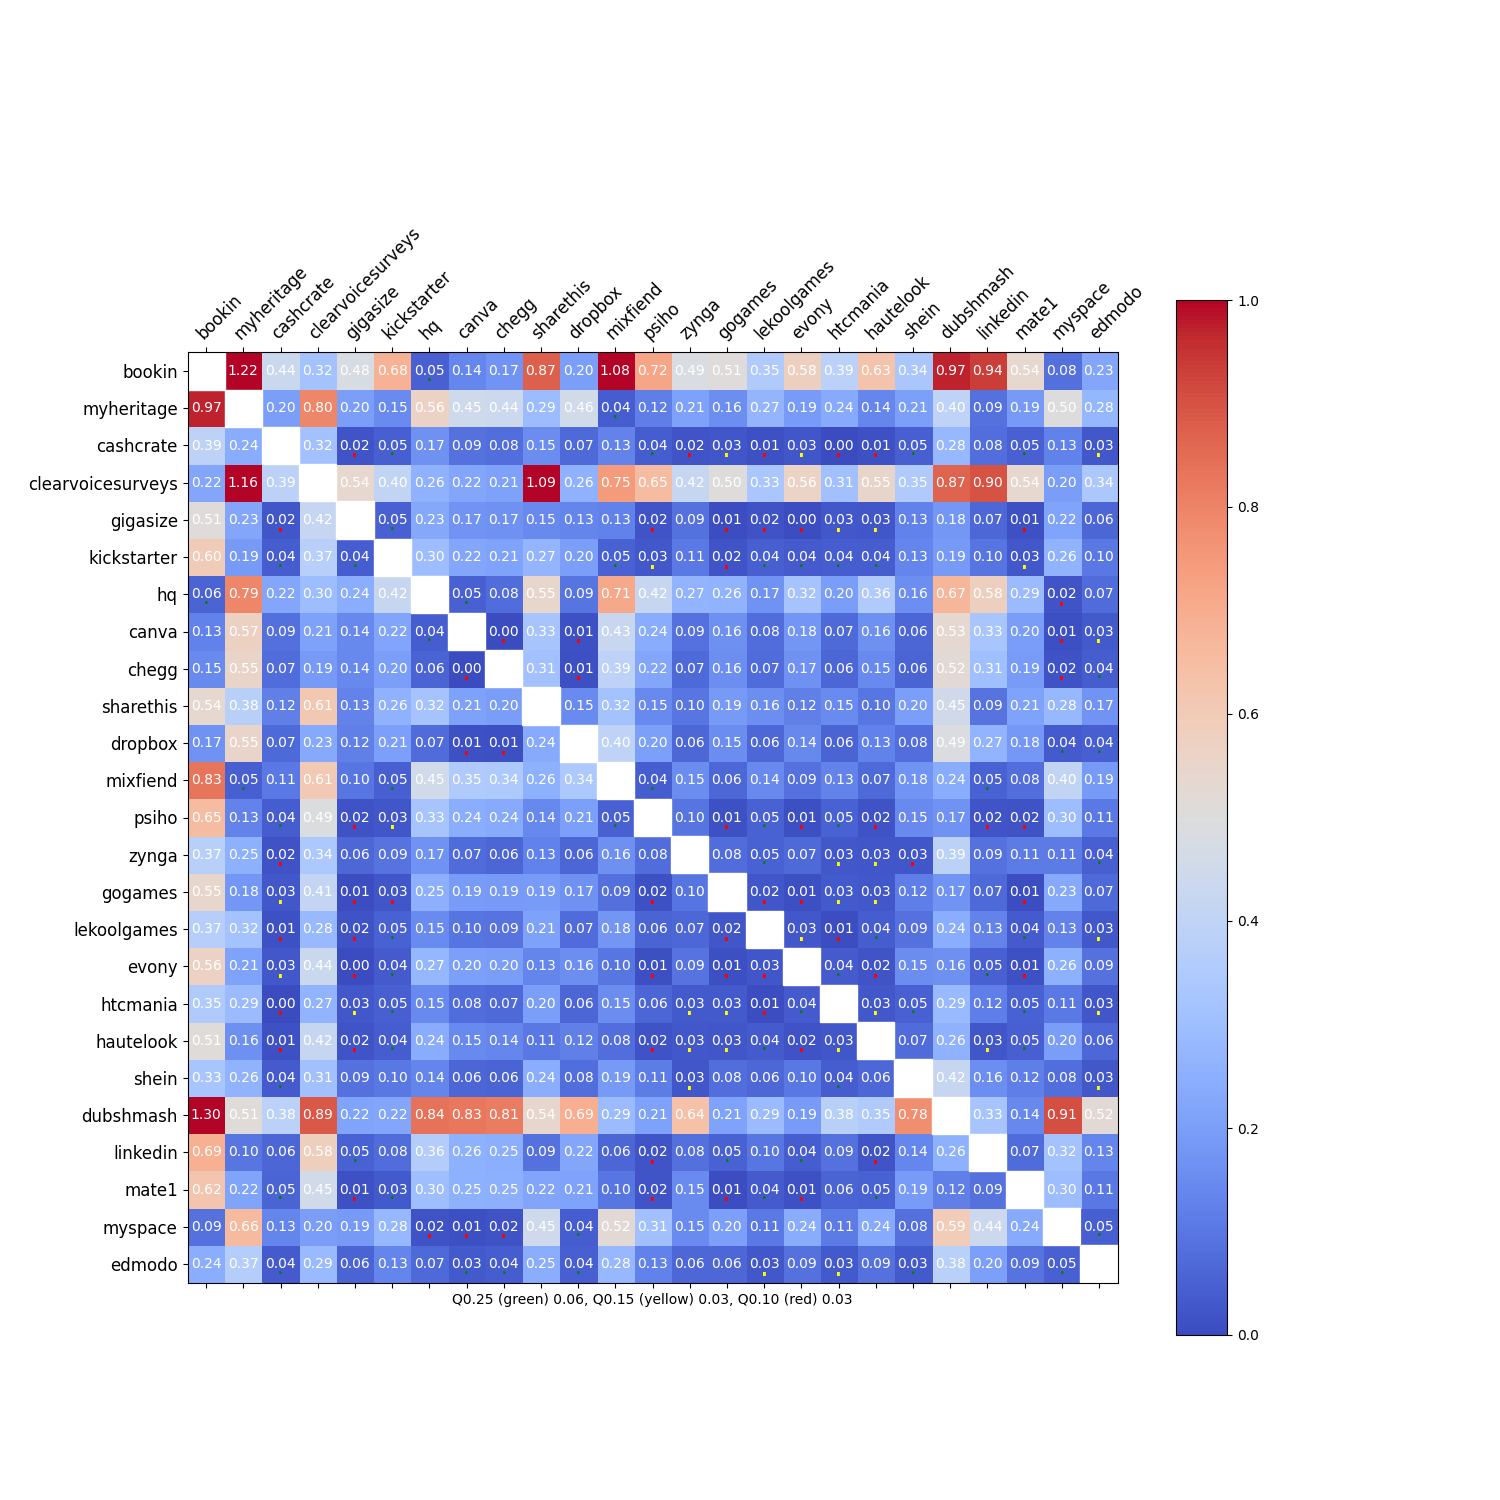 bookin myheritage cashcrate clearvoicesurveys gigasize kickstarter hq canva chegg sharethis dropbox mixfiend psiho zynga gogames lekoolgames evony htcmania hautelook shein dubshmash linkedin mate1 myspace edmodo
1.0
bookin 1.22 0.44 0.32 0.48 0.68 0.05 0.14 0.17 0.87 0.20 1.08 0.72 0.49 0.51 0.35 0.58 0.39 0.63 0.34 0.97 0.94 0.54 0.08 0.23
myheritage 0.97 0.20 0.80 0.20 0.15 0.56 0.45 0.44 0.29 0.46 0.04 0.12 0.21 0.16 0.27 0.19 0.24 0.14 0.21 0.40 0.09 0.19 0.50 0.28
cashcrate 0.39 0.24 0.32 0.02 0.05 0.17 0.09 0.08 0.15 0.07 0.13 0.04 0.02 0.03 0.01 0.03 0.00 0.01 0.05 0.28 0.08 0.05 0.13 0.03
clearvoicesurveys 0.22 1.16 0.39 0.54 0.40 0.26 0.22 0.21 1.09 0.26 0.75 0.65 0.42 0.50 0.33 0.56 0.31 0.55 0.35 0.87 0.90 0.54 0.20 0.34
0.8
gigasize 0.51 0.23 0.02 0.42 0.05 0.23 0.17 0.17 0.15 0.13 0.13 0.02 0.09 0.01 0.02 0.00 0.03 0.03 0.13 0.18 0.07 0.01 0.22 0.06
kickstarter 0.60 0.19 0.04 0.37 0.04 0.30 0.22 0.21 0.27 0.20 0.05 0.03 0.11 0.02 0.04 0.04 0.04 0.04 0.13 0.19 0.10 0.03 0.26 0.10
hq 0.06 0.79 0.22 0.30 0.24 0.42 0.05 0.08 0.55 0.09 0.71 0.42 0.27 0.26 0.17 0.32 0.20 0.36 0.16 0.67 0.58 0.29 0.02 0.07
canva 0.13 0.57 0.09 0.21 0.14 0.22 0.04 0.00 0.33 0.01 0.43 0.24 0.09 0.16 0.08 0.18 0.07 0.16 0.06 0.53 0.33 0.20 0.01 0.03
chegg 0.15 0.55 0.07 0.19 0.14 0.20 0.06 0.00 0.31 0.01 0.39 0.22 0.07 0.16 0.07 0.17 0.06 0.15 0.06 0.52 0.31 0.19 0.02 0.04
sharethis 0.54 0.38 0.12 0.61 0.13 0.26 0.32 0.21 0.20 0.15 0.32 0.15 0.10 0.19 0.16 0.12 0.15 0.10 0.20 0.45 0.09 0.21 0.28 0.17
0.6
dropbox 0.17 0.55 0.07 0.23 0.12 0.21 0.07 0.01 0.01 0.24 0.40 0.20 0.06 0.15 0.06 0.14 0.06 0.13 0.08 0.49 0.27 0.18 0.04 0.04
mixfiend 0.83 0.05 0.11 0.61 0.10 0.05 0.45 0.35 0.34 0.26 0.34 0.04 0.15 0.06 0.14 0.09 0.13 0.07 0.18 0.24 0.05 0.08 0.40 0.19
psiho 0.65 0.13 0.04 0.49 0.02 0.03 0.33 0.24 0.24 0.14 0.21 0.05 0.10 0.01 0.05 0.01 0.05 0.02 0.15 0.17 0.02 0.02 0.30 0.11
zynga 0.37 0.25 0.02 0.34 0.06 0.09 0.17 0.07 0.06 0.13 0.06 0.16 0.08 0.08 0.05 0.07 0.03 0.03 0.03 0.39 0.09 0.11 0.11 0.04
gogames 0.55 0.18 0.03 0.41 0.01 0.03 0.25 0.19 0.19 0.19 0.17 0.09 0.02 0.10 0.02 0.01 0.03 0.03 0.12 0.17 0.07 0.01 0.23 0.07
0.4
lekoolgames 0.37 0.32 0.01 0.28 0.02 0.05 0.15 0.10 0.09 0.21 0.07 0.18 0.06 0.07 0.02 0.03 0.01 0.04 0.09 0.24 0.13 0.04 0.13 0.03
evony 0.56 0.21 0.03 0.44 0.00 0.04 0.27 0.20 0.20 0.13 0.16 0.10 0.01 0.09 0.01 0.03 0.04 0.02 0.15 0.16 0.05 0.01 0.26 0.09
htcmania 0.35 0.29 0.00 0.27 0.03 0.05 0.15 0.08 0.07 0.20 0.06 0.15 0.06 0.03 0.03 0.01 0.04 0.03 0.05 0.29 0.12 0.05 0.11 0.03
hautelook 0.51 0.16 0.01 0.42 0.02 0.04 0.24 0.15 0.14 0.11 0.12 0.08 0.02 0.03 0.03 0.04 0.02 0.03 0.07 0.26 0.03 0.05 0.20 0.06
shein 0.33 0.26 0.04 0.31 0.09 0.10 0.14 0.06 0.06 0.24 0.08 0.19 0.11 0.03 0.08 0.06 0.10 0.04 0.06 0.42 0.16 0.12 0.08 0.03
dubshmash 1.30 0.51 0.38 0.89 0.22 0.22 0.84 0.83 0.81 0.54 0.69 0.29 0.21 0.64 0.21 0.29 0.19 0.38 0.35 0.78 0.33 0.14 0.91 0.52
0.2
linkedin 0.69 0.10 0.06 0.58 0.05 0.08 0.36 0.26 0.25 0.09 0.22 0.06 0.02 0.08 0.05 0.10 0.04 0.09 0.02 0.14 0.26 0.07 0.32 0.13
mate1 0.62 0.22 0.05 0.45 0.01 0.03 0.30 0.25 0.25 0.22 0.21 0.10 0.02 0.15 0.01 0.04 0.01 0.06 0.05 0.19 0.12 0.09 0.30 0.11
myspace 0.09 0.66 0.13 0.20 0.19 0.28 0.02 0.01 0.02 0.45 0.04 0.52 0.31 0.15 0.20 0.11 0.24 0.11 0.24 0.08 0.59 0.44 0.24 0.05
edmodo 0.24 0.37 0.04 0.29 0.06 0.13 0.07 0.03 0.04 0.25 0.04 0.28 0.13 0.06 0.06 0.03 0.09 0.03 0.09 0.03 0.38 0.20 0.09 0.05
Q0.25 (green) 0.06, Q0.15 (yellow) 0.03, Q0.10 (red) 0.03
0.0